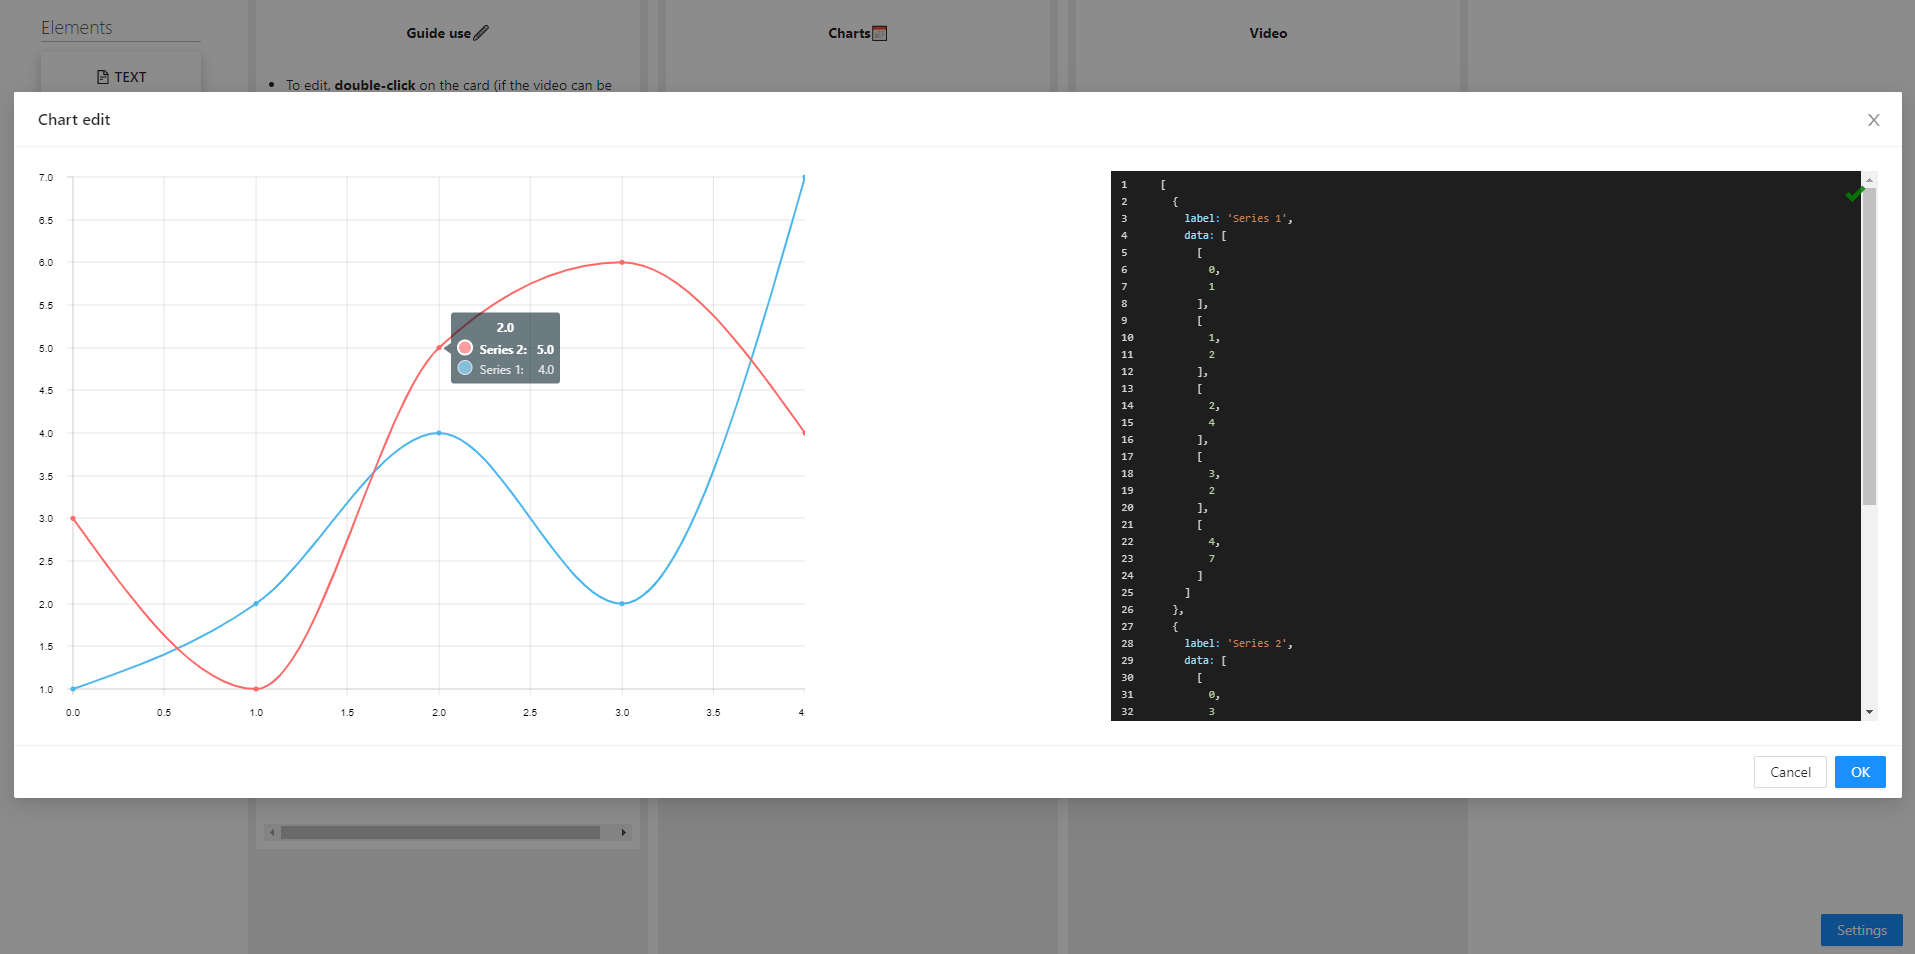 Elements
TEXT
Guide use
Charts
Video
To edit, double-click on the card (if the video can be
Chart edit
7.0
6.5
6.0
5.5
5.0
4.5
4.0
3.5
3.0
2.5
2.0
1.5
1.0
0.0 0.5 1.0 1.5 2.0 2.5 3.0 3.5 4.
2.0
Series 2: 5.0
Series 1: 4.0
1 [
2 {
3 label: 'Series 1',
4 data: [
5 [
6 0,
7 1
8 ],
9 [
10 1,
11 2
12 ],
13 [
14 2,
15 4
16 ],
17 [
18 3,
19 2
20 ],
21 [
22 4,
23 7
24 ]
25 ]
26 },
27 {
28 label: 'Series 2',
29 data: [
30 [
31 0,
32 3
Cancel
OK
Settings